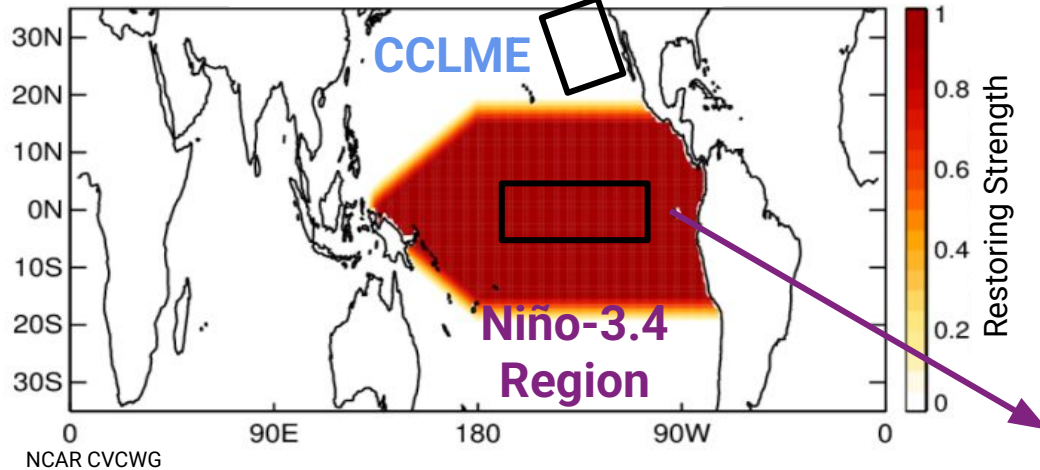 30N
20N
10N
0N
10S
20S
30S
CCLME
Niño-3.4
Region
0
90E
180
90W
0
NCAR CVCWG
1
0.8
0.6
0.4
0.2
0
Restoring Strength